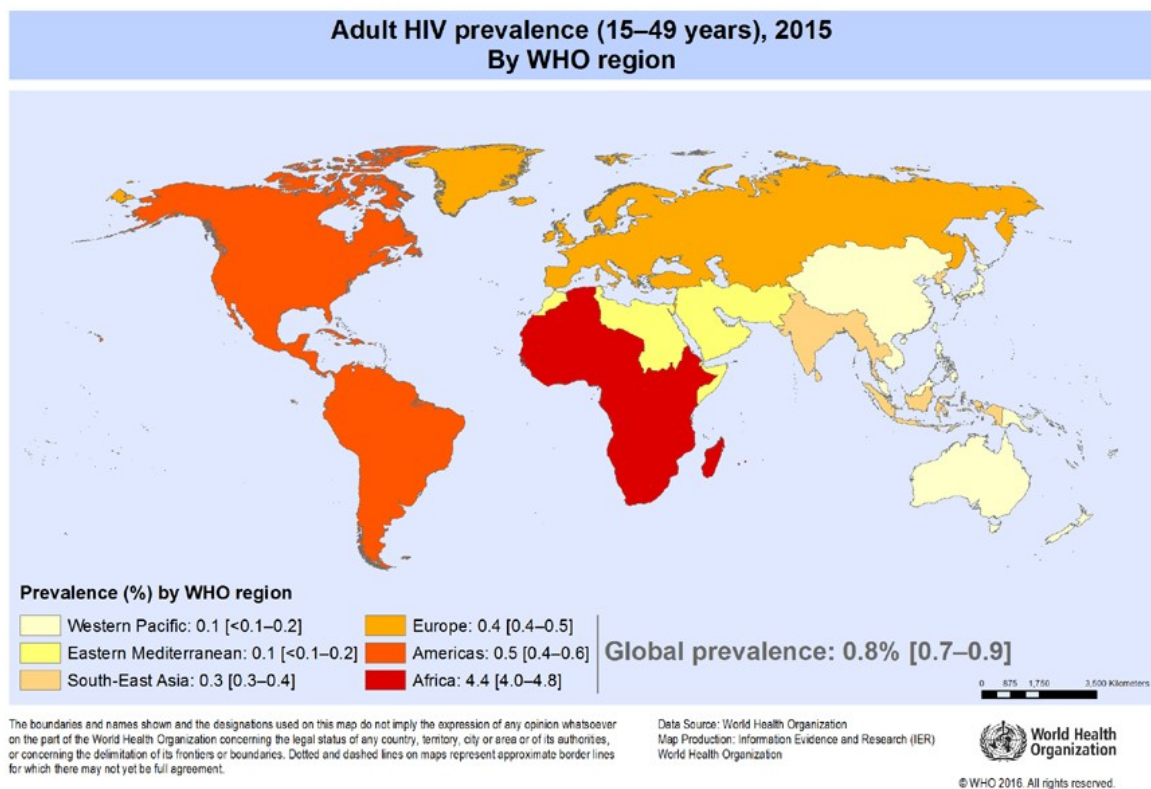 Adult HIV prevalence (15–49 years), 2015
By WHO region
Prevalence (%) by WHO region
Western Pacific: 0.1 [<0.1–0.2]
Eastern Mediterranean: 0.1 [<0.1–0.2]
South-East Asia: 0.3 [0.3–0.4]
Europe: 0.4 [0.4–0.5]
Americas: 0.5 [0.4–0.6]
Africa: 4.4 [4.0–4.8]
Global prevalence: 0.8% [0.7–0.9]
0 875 1,750 3,500 Kilometers
The boundaries and names shown and the designations used on this map do not imply the expression of any opinion whatsoever
on the part of the World Health Organization concerning the legal status of any country, territory, city or area or of its authorities,
or concerning the delimitation of its frontiers or boundaries. Dotted and dashed lines on maps represent approximate border lines
for which there may not yet be full agreement.
Data Source: World Health Organization
Map Production: Information Evidence and Research (IER)
World Health Organization
World Health
Organization
© WHO 2016. All rights reserved.